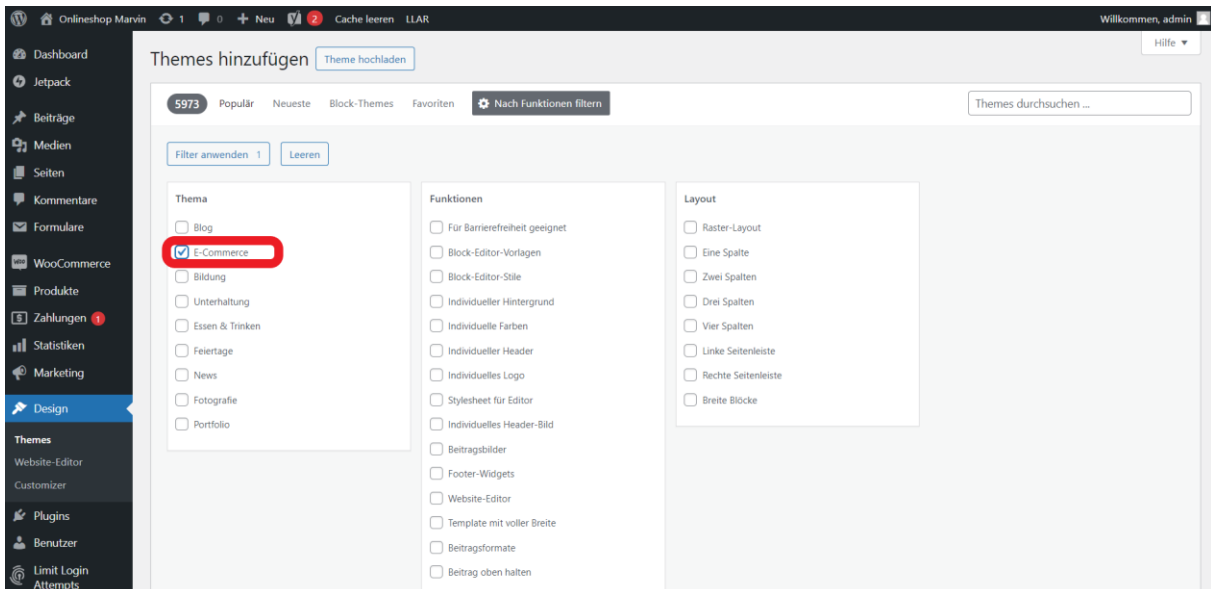 Onlineshop Marvin 1 0 Neu 2 Cache leeren LLAR Willkommen, admin
Hilfe
Dashboard
Jetpack
Beiträge
Medien
Seiten
Kommentare
Formulare
WooCommerce
Produkte
Zahlungen 1
Statistiken
Marketing
Design
Themes
Website-Editor
Customizer
Plugins
Benutzer
Limit Login
Attempts
Themes hinzufügen Theme hochladen
5973 Populär Neueste Block-Themes Favoriten Nach Funktionen filtern Themes durchsuchen ...
Filter anwenden 1 Leeren
Thema
Blog
E-Commerce
Bildung
Unterhaltung
Essen & Trinken
Feiertage
News
Fotografie
Portfolio
Funktionen
Für Barrierefreiheit geeignet
Block-Editor-Vorlagen
Block-Editor-Stile
Individueller Hintergrund
Individuelle Farben
Individueller Header
Individuelles Logo
Stylesheet für Editor
Individuelles Header-Bild
Beitragsbilder
Footer-Widgets
Website-Editor
Template mit voller Breite
Beitragsformate
Beitrag oben halten
Layout
Raster-Layout
Eine Spalte
Zwei Spalten
Drei Spalten
Vier Spalten
Linke Seitenleiste
Rechte Seitenleiste
Breite Blöcke